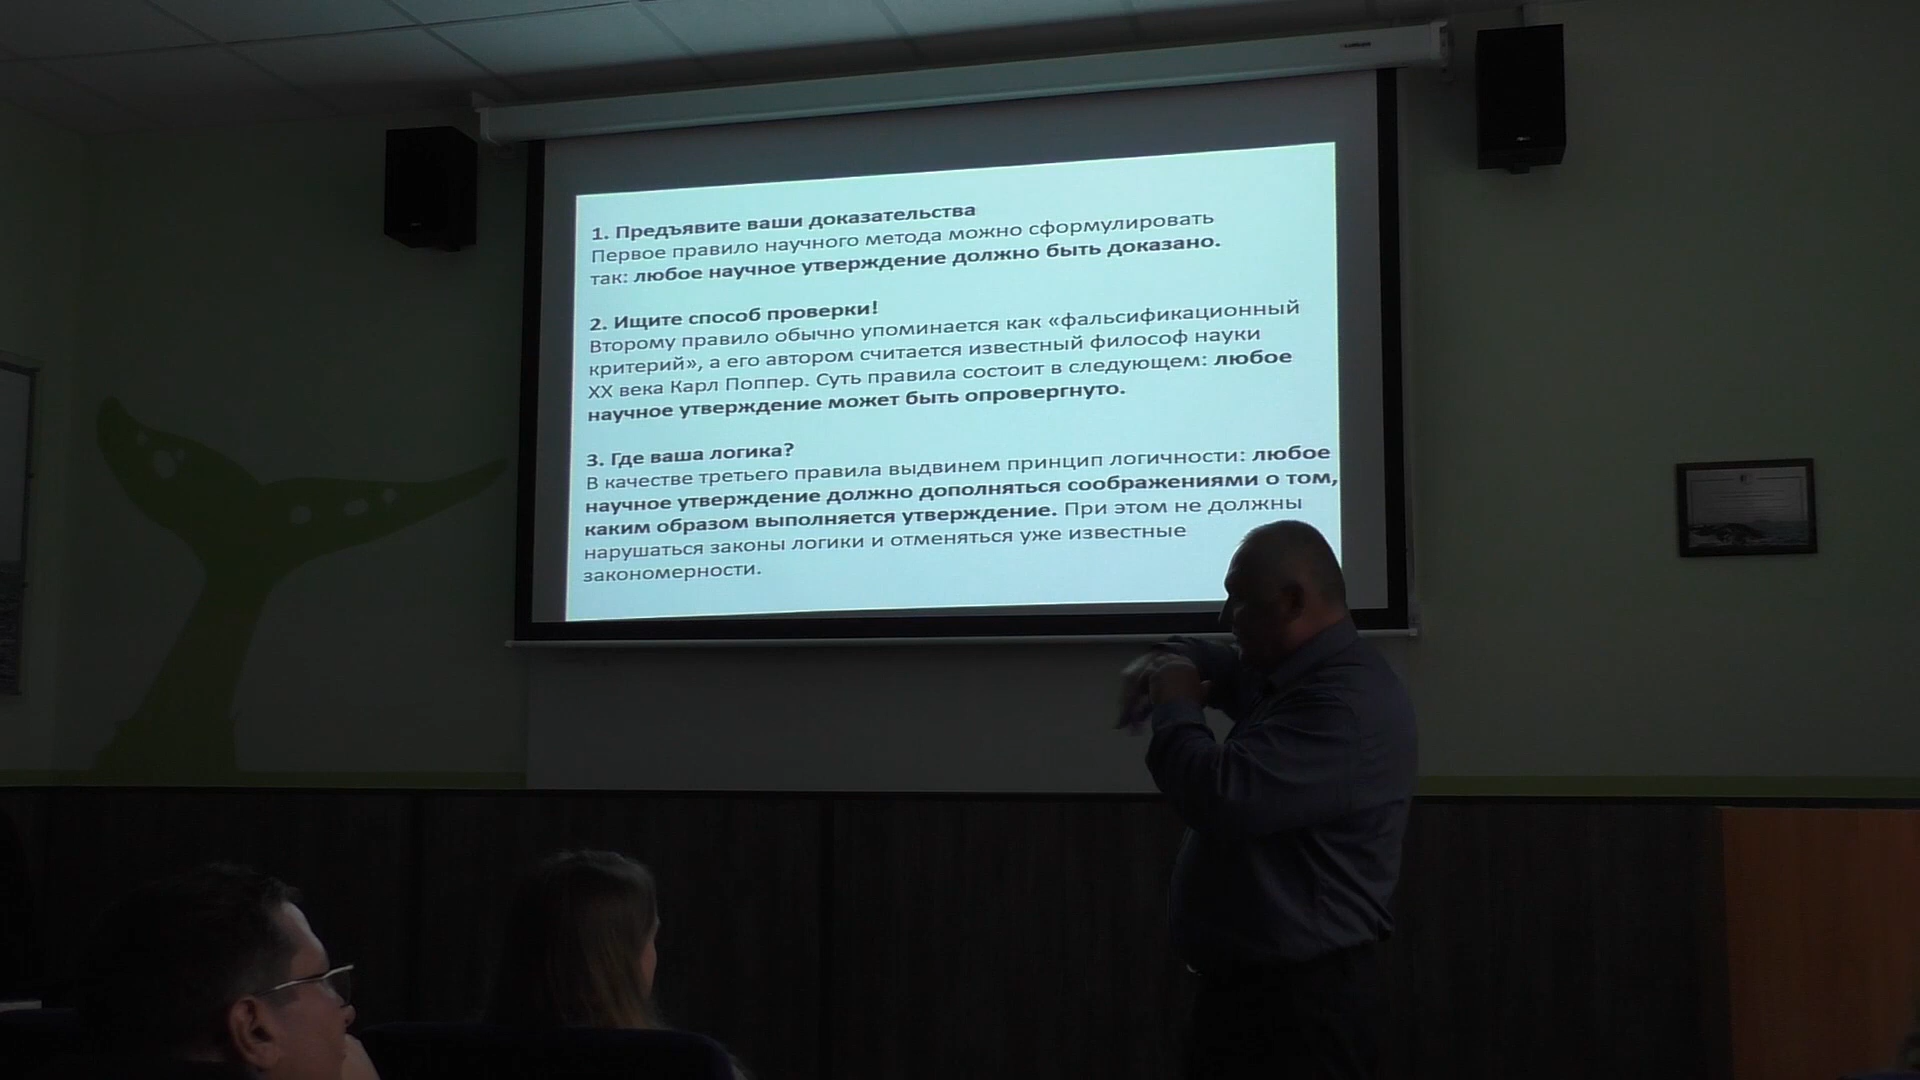 1. Предъявите ваши доказательства
Первое правило научного метода можно сформулировать
так: любое научное утверждение должно быть доказано.
2. Ищите способ проверки!
Второму правило обычно упоминается как «фальсификационный
критерий», а его автором считается известный философ науки
XX века Карл Поппер. Суть правила состоит в следующем: любое
научное утверждение может быть опровергнуто.
3. Где ваша логика?
В качестве третьего правила выдвинем принцип логичности: любое
научное утверждение должно дополняться соображениями о том,
каким образом выполняется утверждение. При этом не должны
нарушаться законы логики и отменяться уже известные
закономерности.